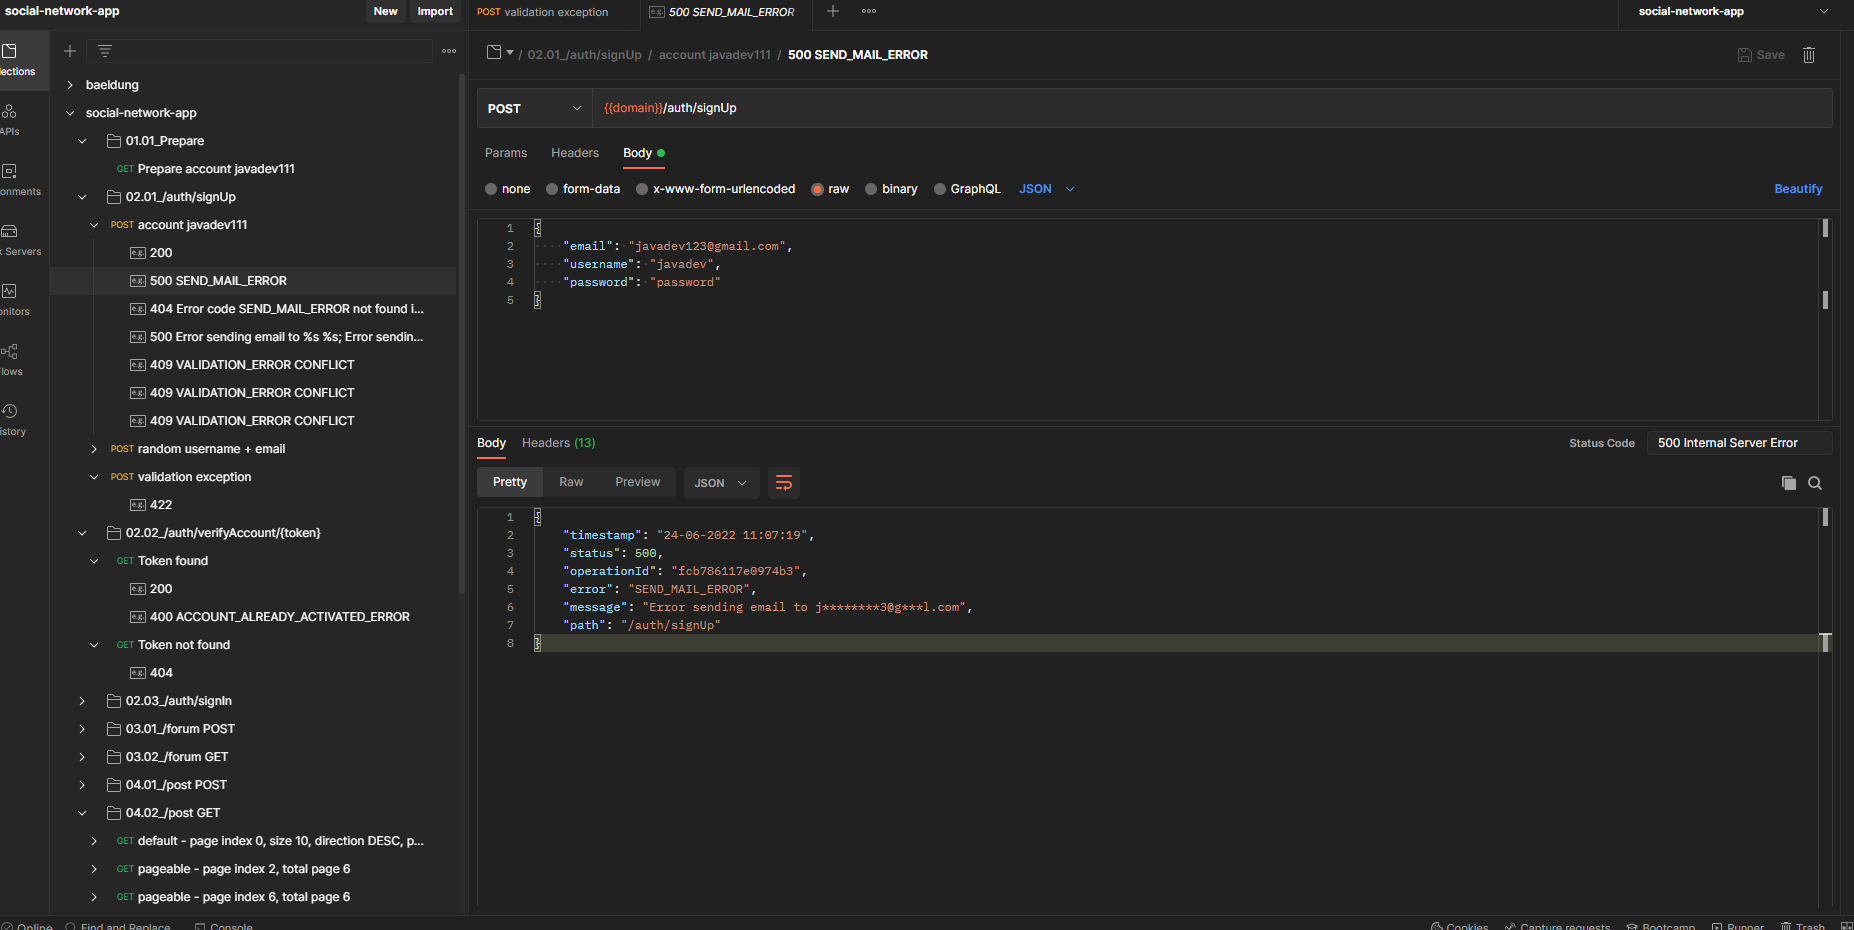 social-network-app
New
Import
POST validation exception
e.g. 500 SEND_MAIL_ERROR
social-network-app
/ 02.01_/auth/signUp / account javadev111 / 500 SEND_MAIL_ERROR
Save
lections
APIs
onments
k Servers
onitors
Flows
istory
baeldung
social-network-app
01.01_Prepare
GET Prepare account javadev111
02.01_/auth/signUp
POST account javadev111
e.g. 200
e.g. 500 SEND_MAIL_ERROR
e.g. 404 Error code SEND_MAIL_ERROR not found i...
e.g. 500 Error sending email to %s %s; Error sendin...
e.g. 409 VALIDATION_ERROR CONFLICT
e.g. 409 VALIDATION_ERROR CONFLICT
e.g. 409 VALIDATION_ERROR CONFLICT
POST random username + email
POST validation exception
e.g. 422
02.02_/auth/verifyAccount/{token}
GET Token found
e.g. 200
e.g. 400 ACCOUNT_ALREADY_ACTIVATED_ERROR
GET Token not found
e.g. 404
02.03_/auth/signIn
03.01_/forum POST
03.02_/forum GET
04.01_/post POST
04.02_/post GET
GET default - page index 0, size 10, direction DESC, p...
GET pageable - page index 2, total page 6
GET pageable - page index 6, total page 6
POST
{{domain}}/auth/signUp
Params Headers Body
none form-data x-www-form-urlencoded raw binary GraphQL JSON
Beautify
1 {
2 "email": "javadev123@gmail.com",
3 "username": "javadev",
4 "password": "password"
5 }
Body Headers (13)
Status Code 500 Internal Server Error
Pretty Raw Preview JSON
1 {
2 "timestamp": "24-06-2022 11:07:19",
3 "status": 500,
4 "operationId": "fcb786117e0974b3",
5 "error": "SEND_MAIL_ERROR",
6 "message": "Error sending email to j********3@g***l.com",
7 "path": "/auth/signUp"
8 }
Online Find and Replace Console
Cookies Capture requests Bootcamp Runner Trash